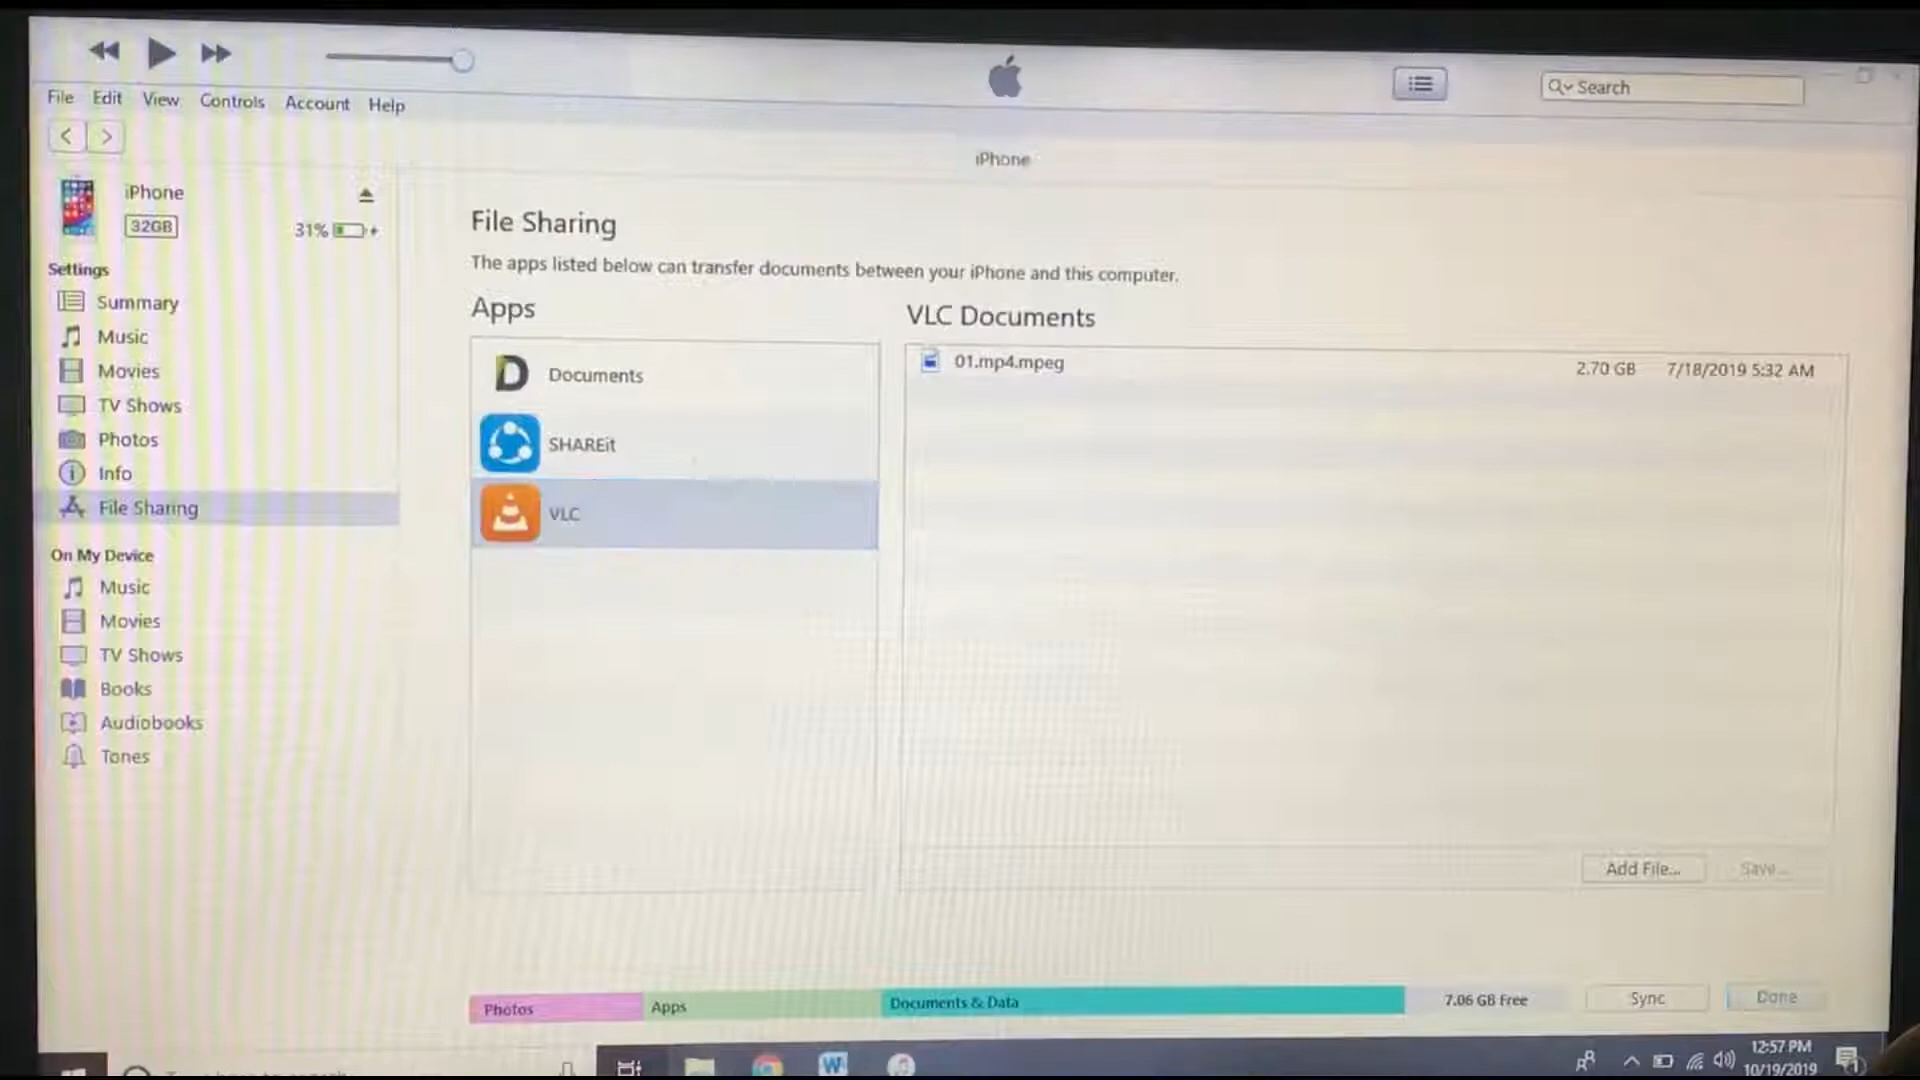 File Edit View Controls Account Help
Search
iPhone
iPhone
32GB
31%
Settings
Summary
Music
Movies
TV Shows
Photos
Info
File Sharing
On My Device
Music
Movies
TV Shows
Books
Audiobooks
Tones
File Sharing
The apps listed below can transfer documents between your iPhone and this computer.
Apps
D Documents
SHAREit
VLC
VLC Documents
01.mp4.mpeg 2.70 GB 7/18/2019 5:32 AM
Add File... Save...
Photos Apps Documents & Data 7.06 GB Free Sync Done
W
12:57 PM
10/19/2019
1